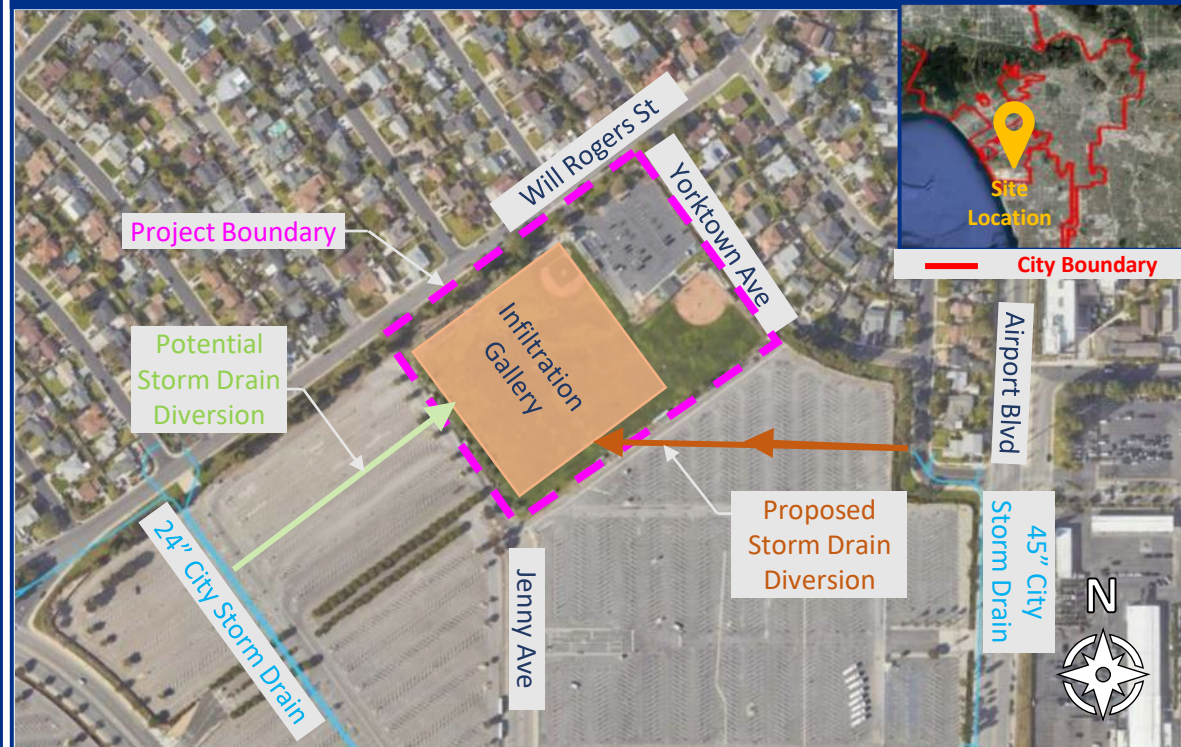 Will Rogers St
Yorktown Ave
Project Boundary
Site
Location
City Boundary
Infiltration
Gallery
Potential
Storm Drain
Diversion
Airport Blvd
Proposed
Storm Drain
Diversion
24” City Storm Drain
Jenny Ave
45” City
Storm Drain
N